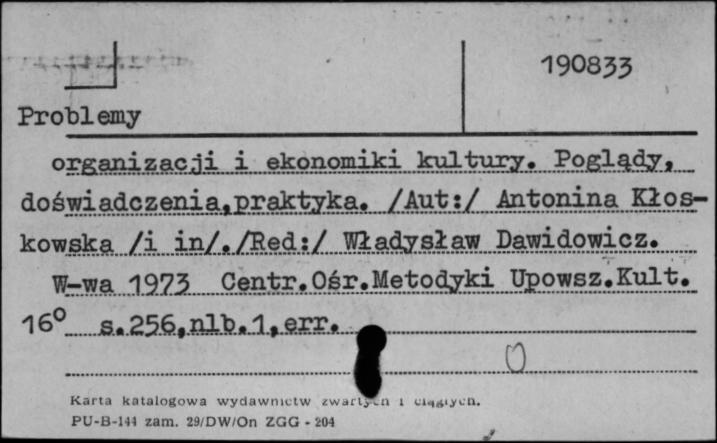 190833
Problemy
organizacji i ekonomiki kultury. Poglądy,
doświadczenia,praktyka. /Aut:/ Antonina Kłos-
kowska /i in/./Red:/ Władysław Dawidowicz.
W-wa 1973 Centr.Ośr.Metodyki Upowsz.Kult.
16° s.256,nlb.1,err.
Karta katalogowa wydawnictw zwartych i ciągłych.
PU-B-144 zam. 29/DW/On ZGG - 204